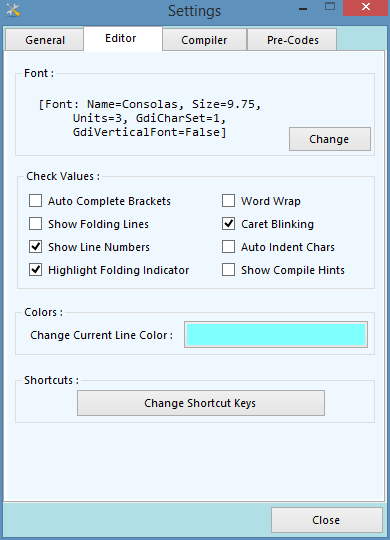 Settings
General
Editor
Compiler
Pre-Codes
Font :
[Font: Name=Consolas, Size=9.75,
Units=3, GdiCharSet=1,
GdiVerticalFont=False]
Change
Check Values :
Auto Complete Brackets
Word Wrap
Show Folding Lines
Caret Blinking
Show Line Numbers
Auto Indent Chars
Highlight Folding Indicator
Show Compile Hints
Colors :
Change Current Line Color :
Shortcuts :
Change Shortcut Keys
Close